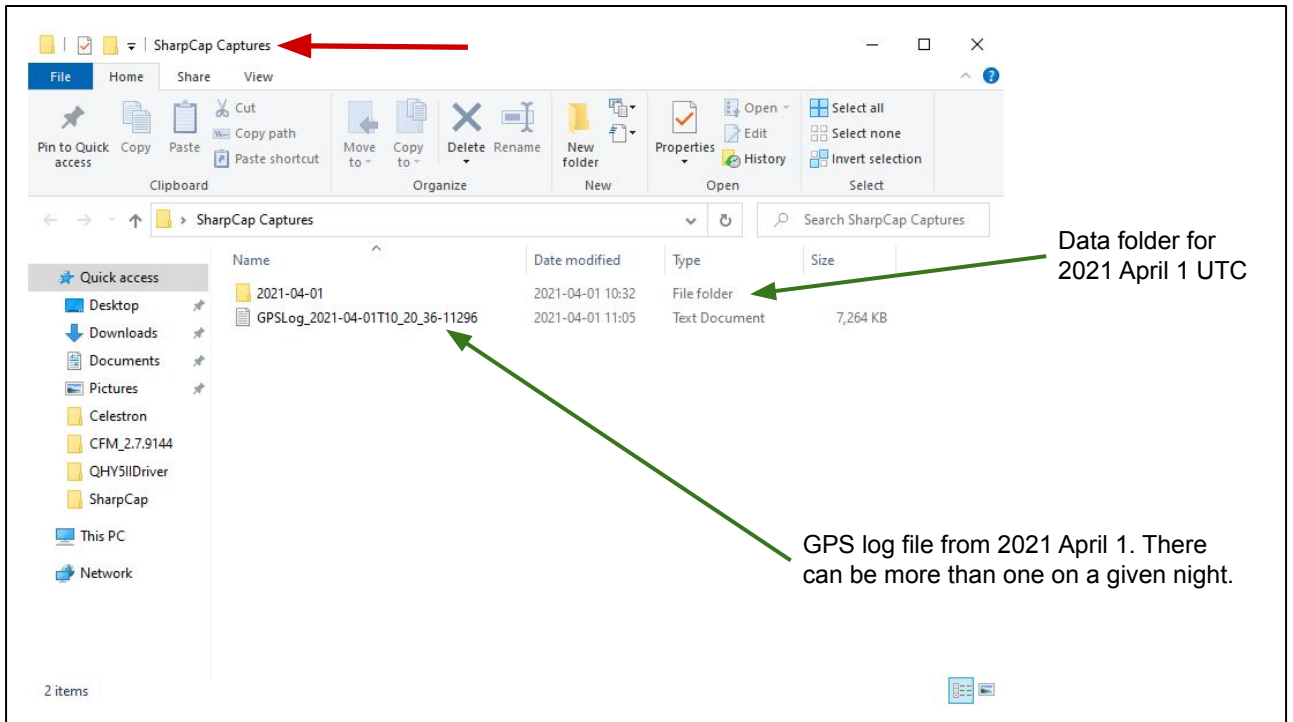 SharpCap Captures
File Home Share View
Pin to Quick access
Copy
Paste
Cut
Copy path
Paste shortcut
Clipboard
Move to
Copy to
Delete
Rename
Organize
New folder
New
Properties
Open
Edit
History
Open
Select all
Select none
Invert selection
Select
SharpCap Captures
Search SharpCap Captures
Name Date modified Type Size
2021-04-01 2021-04-01 10:32 File folder
GPSLog_2021-04-01T10_20_36-11296 2021-04-01 11:05 Text Document 7,264 KB
Quick access
Desktop
Downloads
Documents
Pictures
Celestron
CFM_2.7.9144
QHY5IIDriver
SharpCap
This PC
Network
2 items
Data folder for
2021 April 1 UTC
GPS log file from 2021 April 1. There
can be more than one on a given night.